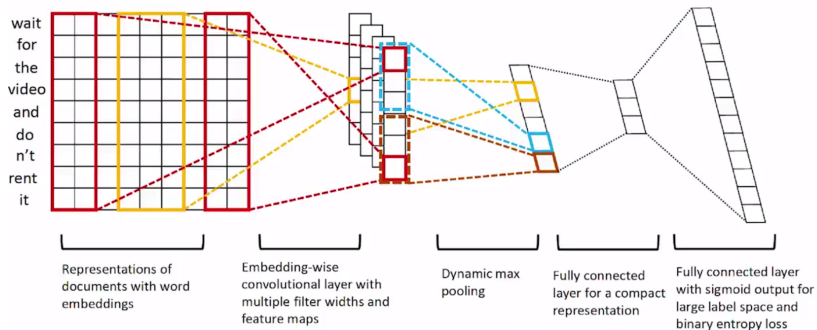 wait
for
the
video
and
do
n't
rent
it
Representations of
documents with word
embeddings
Embedding-wise
convolutional layer with
multiple filter widths and
feature maps
Dynamic max
pooling
Fully connected
layer for a compact
representation
Fully connected layer
with sigmoid output for
large label space and
binary entropy loss